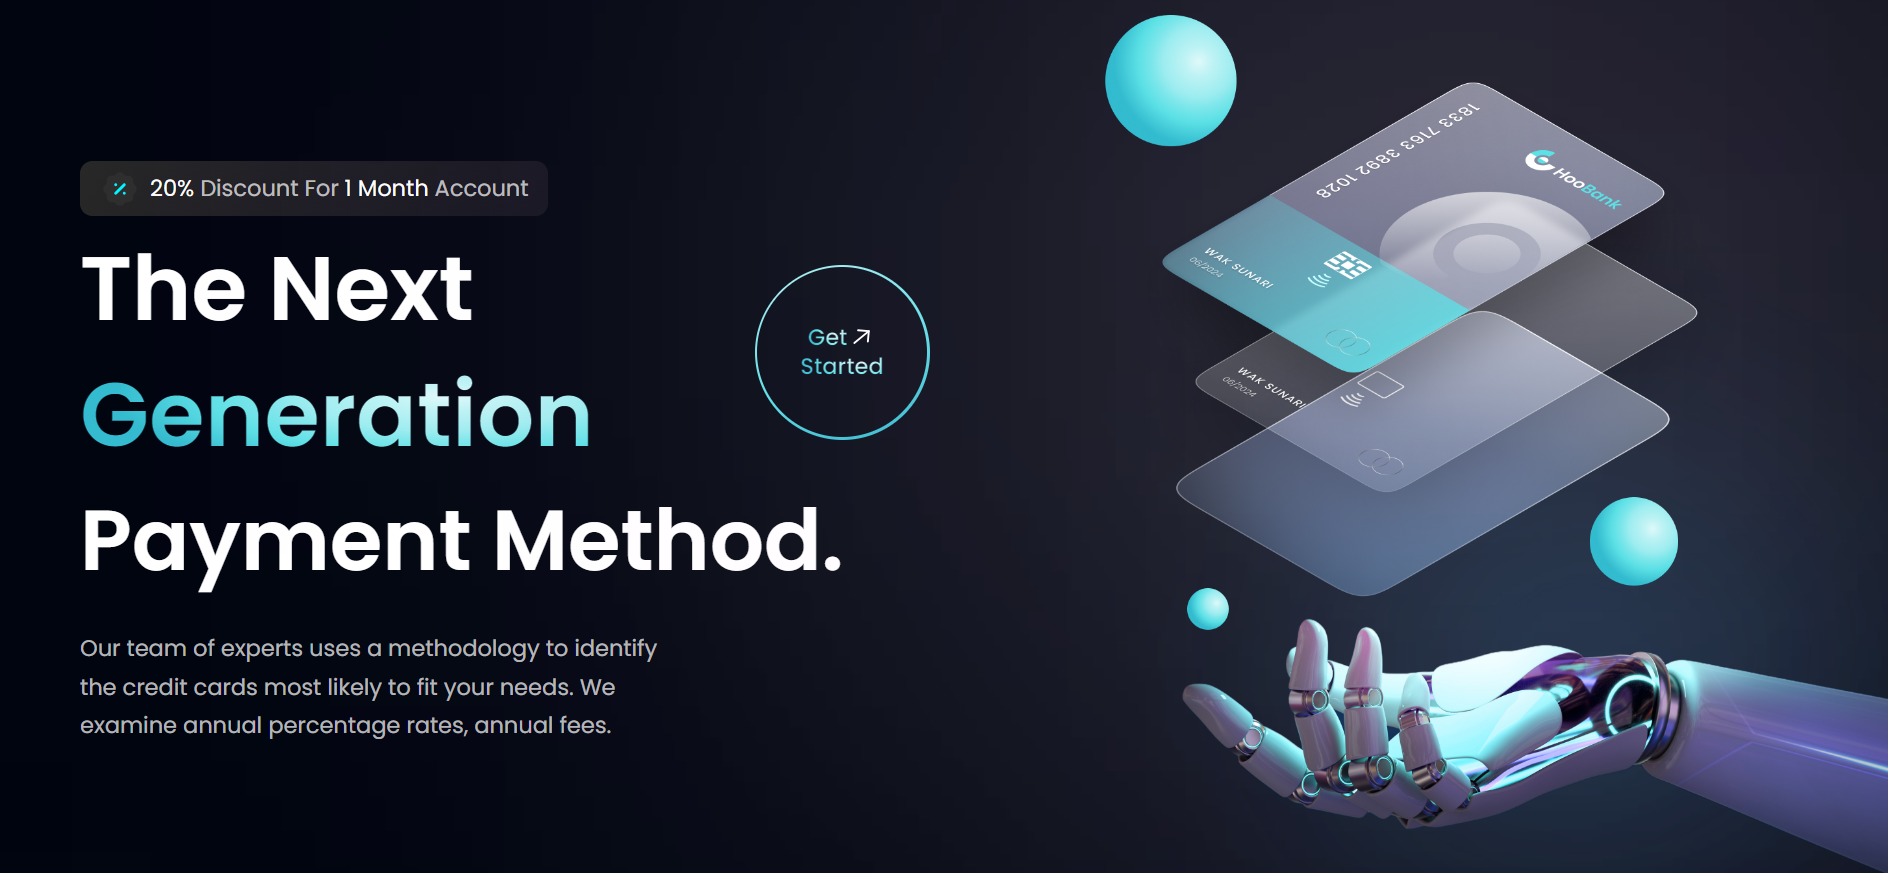 20% Discount For 1 Month Account
The Next
Generation
Payment Method.
Get
Started
Our team of experts uses a methodology to identify
the credit cards most likely to fit your needs. We
examine annual percentage rates, annual fees.
1833 7163 3892 1028
HooBank
WAK SUNARI
06/2024
WAK SUNARI
06/2024